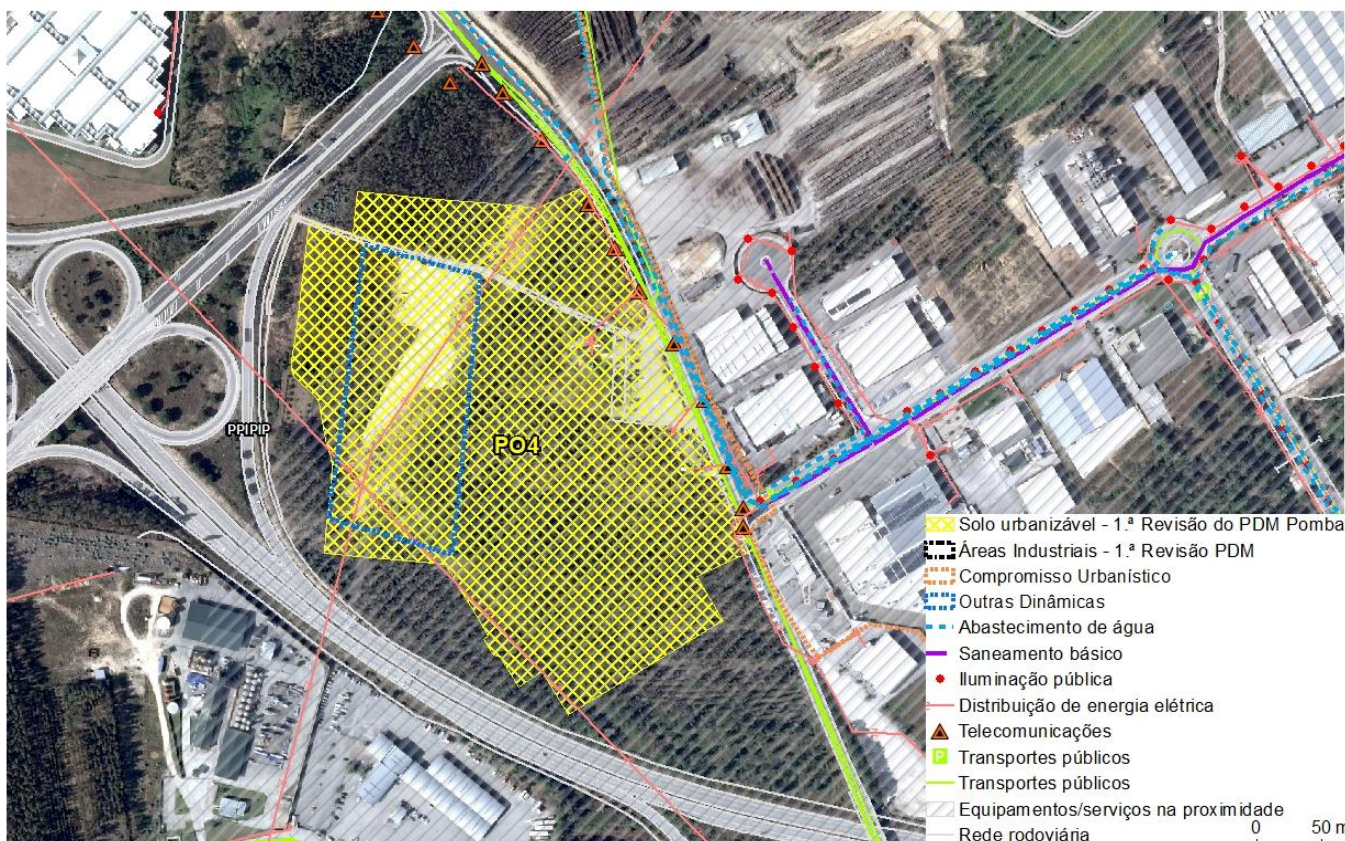 PPIPIP
PO4
Solo urbanizável - 1.ª Revisão do PDM Pomba
Áreas Industriais - 1.ª Revisão PDM
Compromisso Urbanístico
Outras Dinâmicas
Abastecimento de água
Saneamento básico
Iluminação pública
Distribuição de energia elétrica
Telecomunicações
P Transportes públicos
Transportes públicos
Equipamentos/serviços na proximidade
Rede rodoviária
0 50 m